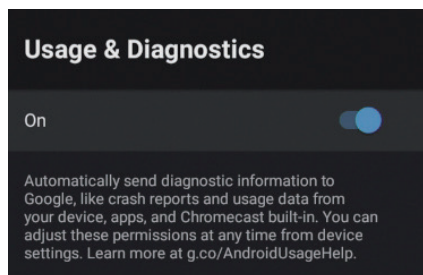 Usage & Diagnostics
On
Automatically send diagnostic information to
Google, like crash reports and usage data from
your device, apps, and Chromecast built-in. You can
adjust these permissions at any time from device
settings. Learn more at g.co/AndroidUsageHelp.